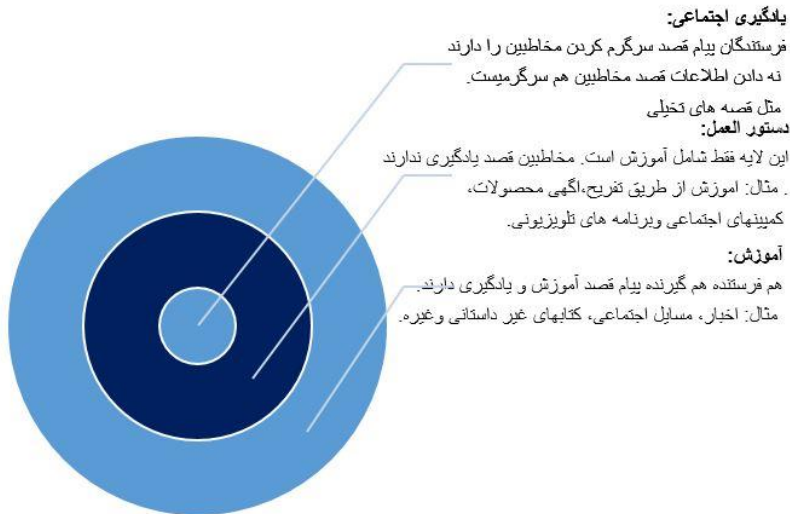 یادگیری اجتماعی:
فرستندگان پیام قصد سرگرم کردن مخاطبین را دارند
نه دادن اطلاعات قصد مخاطبین هم سرگرمیست.
مثل قصه های تخیلی
دستور العمل:
این لایه فقط شامل آموزش است. مخاطبین قصد یادگیری ندارند
. مثال: اموزش از طریق تفریح،اگهی محصولات،
کمپینهای اجتماعی وبرنامه های تلویزیونی.
آموزش:
هم فرستنده هم گیرنده پیام قصد آموزش و یادگیری دارند.
مثال: اخبار، مسایل اجتماعی، کتابهای غیر داستانی وغیره.